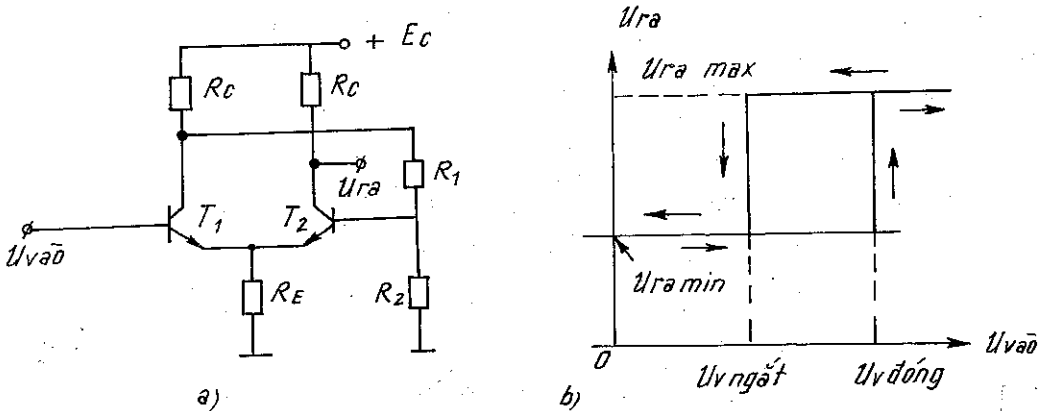 + Ec
Rc
Rc
R1
Ura
T1
T2
Uvào
RE
R2
a)
Ura
Ura max
Ura min
0
Uvào
Uv ngắt
Uv đóng
b)